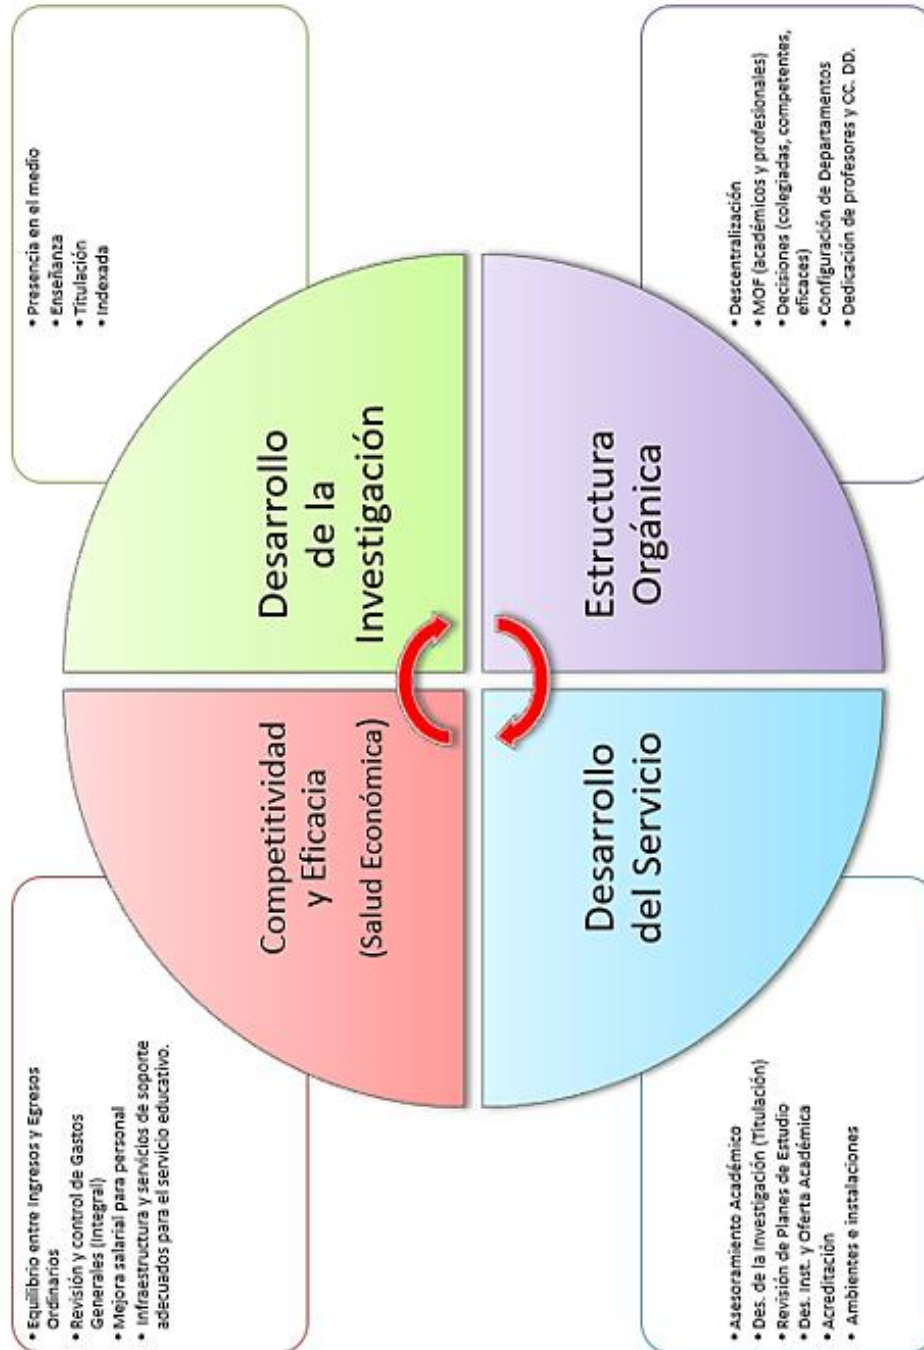 • Equilibrio entre Ingresos y Egresos
Ordinarios
• Revisión y control de Gastos
Generales (Integral)
• Mejora salarial para personal
• Infraestructura y servicios de soporte
adecuados para el servicio educativo.
• Presencia en el medio
• Enseñanza
• Titulación
• Indexada
Competitividad
y Eficacia
(Salud Económica)
Desarrollo
de la
Investigación
Desarrollo
del Servicio
Estructura
Orgánica
• Asesoramiento Académico
• Des. de la Investigación (Titulación)
• Revisión de Planes de Estudio
• Des. Inst. y Oferta Académica
• Acreditación
• Ambientes e instalaciones
• Descentralización
• MOF (académicos y profesionales)
• Decisiones (colegiadas, competentes,
eficaces)
• Configuración de Departamentos
• Dedicación de profesores y CC. DD.